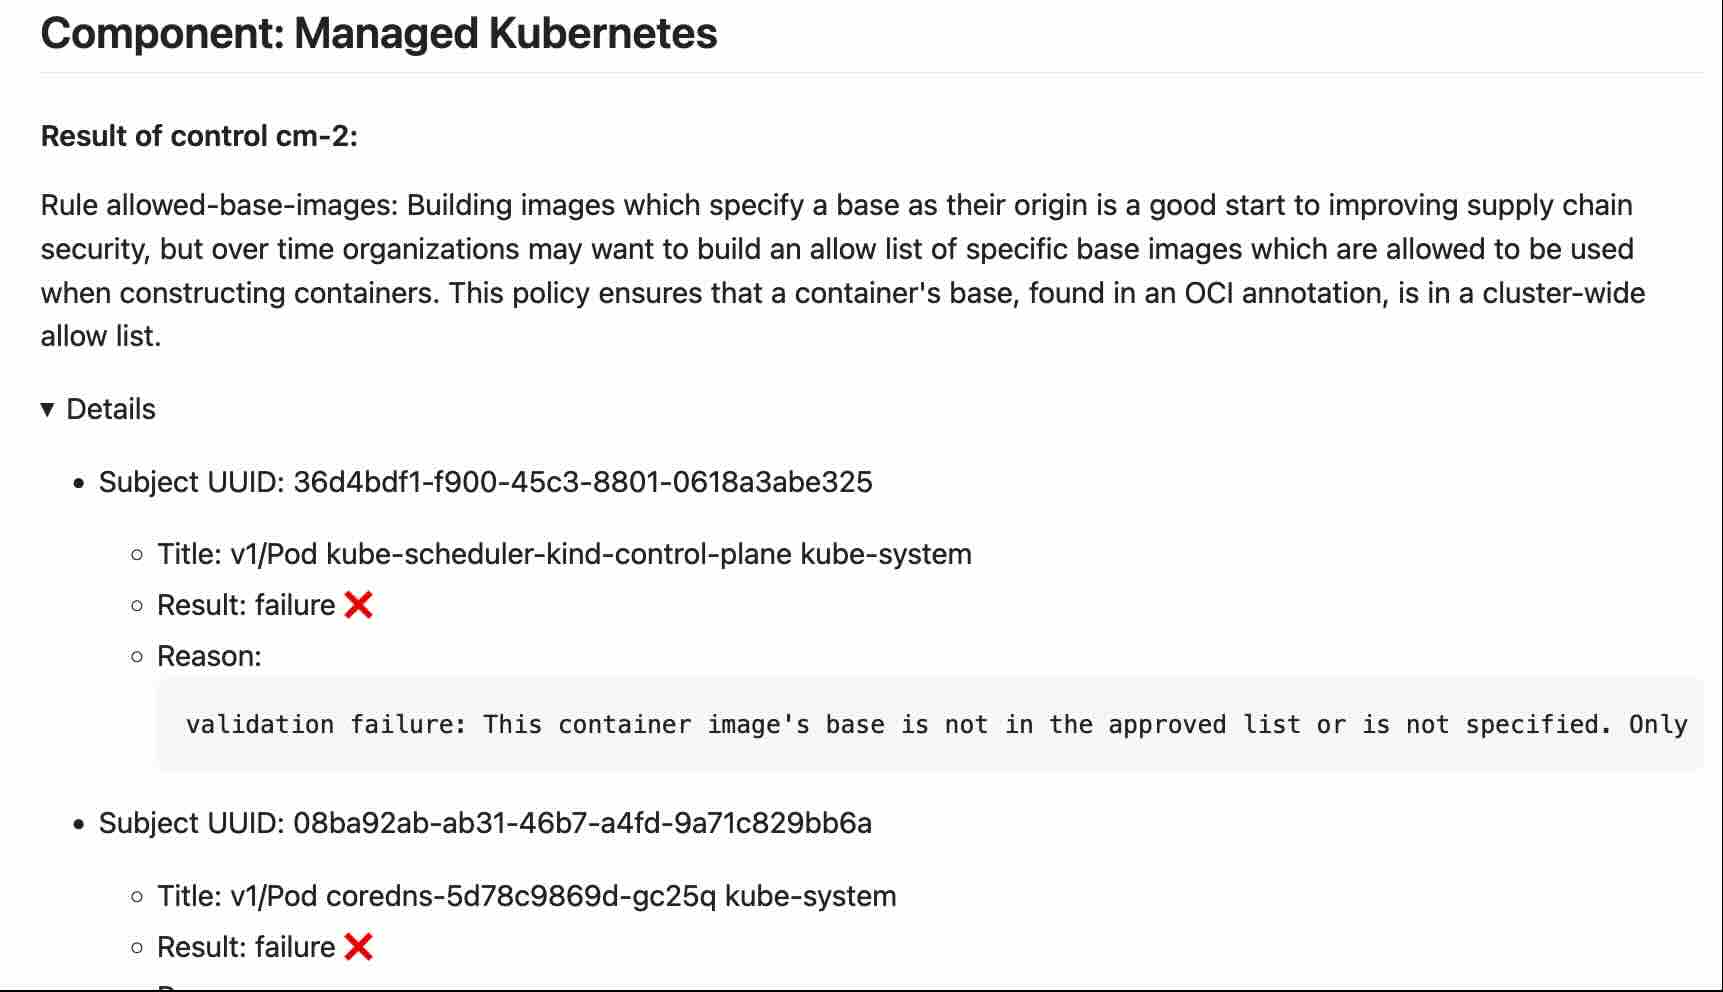 Component: Managed Kubernetes
Result of control cm-2:
Rule allowed-base-images: Building images which specify a base as their origin is a good start to improving supply chain
security, but over time organizations may want to build an allow list of specific base images which are allowed to be used
when constructing containers. This policy ensures that a container's base, found in an OCI annotation, is in a cluster-wide
allow list.
▼ Details
• Subject UUID: 36d4bdf1-f900-45c3-8801-0618a3abe325
○ Title: v1/Pod kube-scheduler-kind-control-plane kube-system
○ Result: failure ❌
○ Reason:
validation failure: This container image's base is not in the approved list or is not specified. Only
• Subject UUID: 08ba92ab-ab31-46b7-a4fd-9a71c829bb6a
○ Title: v1/Pod coredns-5d78c9869d-gc25q kube-system
○ Result: failure ❌